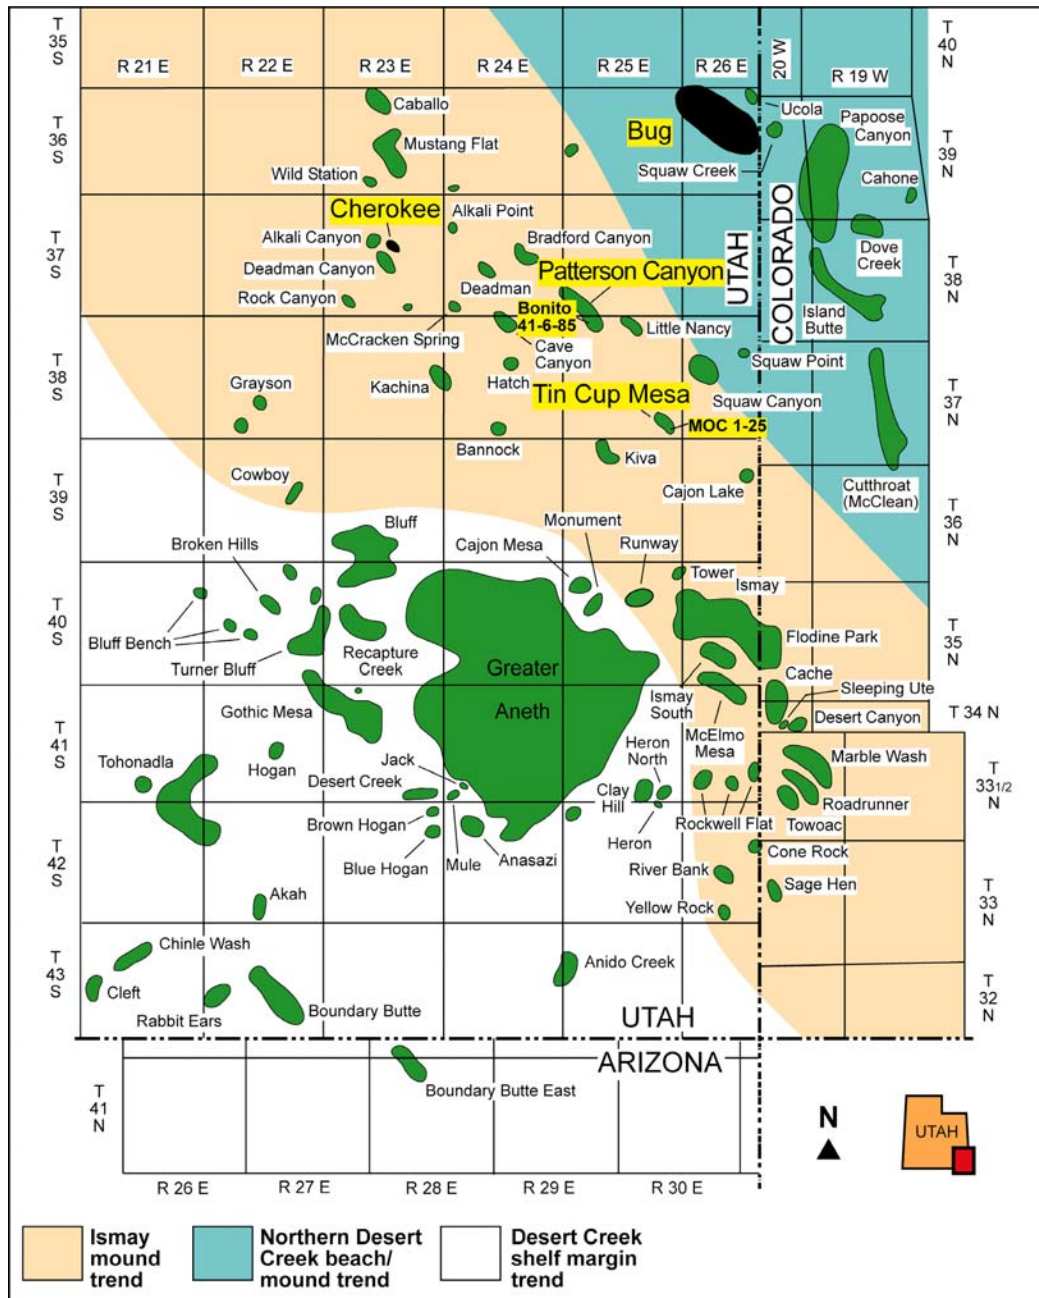 T
35
S
R 21 E
R 22 E
R 23 E
R 24 E
R 25 E
R 26 E
20 W
R 19 W
T
40
N
Caballo
Ucola
Papoose
Canyon
Bug
T
36
S
Mustang Flat
T
39
N
Wild Station
Squaw Creek
Cahone
Cherokee
Alkali Point
UTAH
COLORADO
T
37
S
Alkali Canyon
Bradford Canyon
Dove
Creek
T
38
N
Deadman Canyon
Patterson Canyon
Deadman
Rock Canyon
Bonito
41-6-85
Little Nancy
Island
Butte
McCracken Spring
Cave
Canyon
Squaw Point
T
38
S
Grayson
Kachina
Hatch
Tin Cup Mesa
Squaw Canyon
T
37
N
MOC 1-25
Bannock
Kiva
Cowboy
Cajon Lake
Cutthroat
(McClean)
T
39
S
T
36
N
Bluff
Monument
Broken Hills
Cajon Mesa
Runway
Tower
Ismay
T
40
S
Bluff Bench
Turner Bluff
Recapture
Creek
Greater
Aneth
Flodine Park
T
35
N
Cache
Sleeping Ute
Ismay
South
Gothic Mesa
Desert Canyon
T 34 N
McElmo
Mesa
T
41
S
Tohonadla
Hogan
Jack
Desert Creek
Heron
North
Marble Wash
Clay
Hill
T
33 1/2
N
Roadrunner
Brown Hogan
Rockwell Flat
Towoac
Blue Hogan
Mule
Anasazi
Heron
Cone Rock
T
42
S
River Bank
Sage Hen
Akah
Yellow Rock
T
33
N
Chinle Wash
T
43
S
Anido Creek
Cleft
Rabbit Ears
Boundary Butte
T
32
N
UTAH
ARIZONA
Boundary Butte East
T
41
N
N
UTAH
R 26 E
R 27 E
R 28 E
R 29 E
R 30 E
Ismay
mound
trend
Northern Desert
Creek beach/
mound trend
Desert Creek
shelf margin
trend